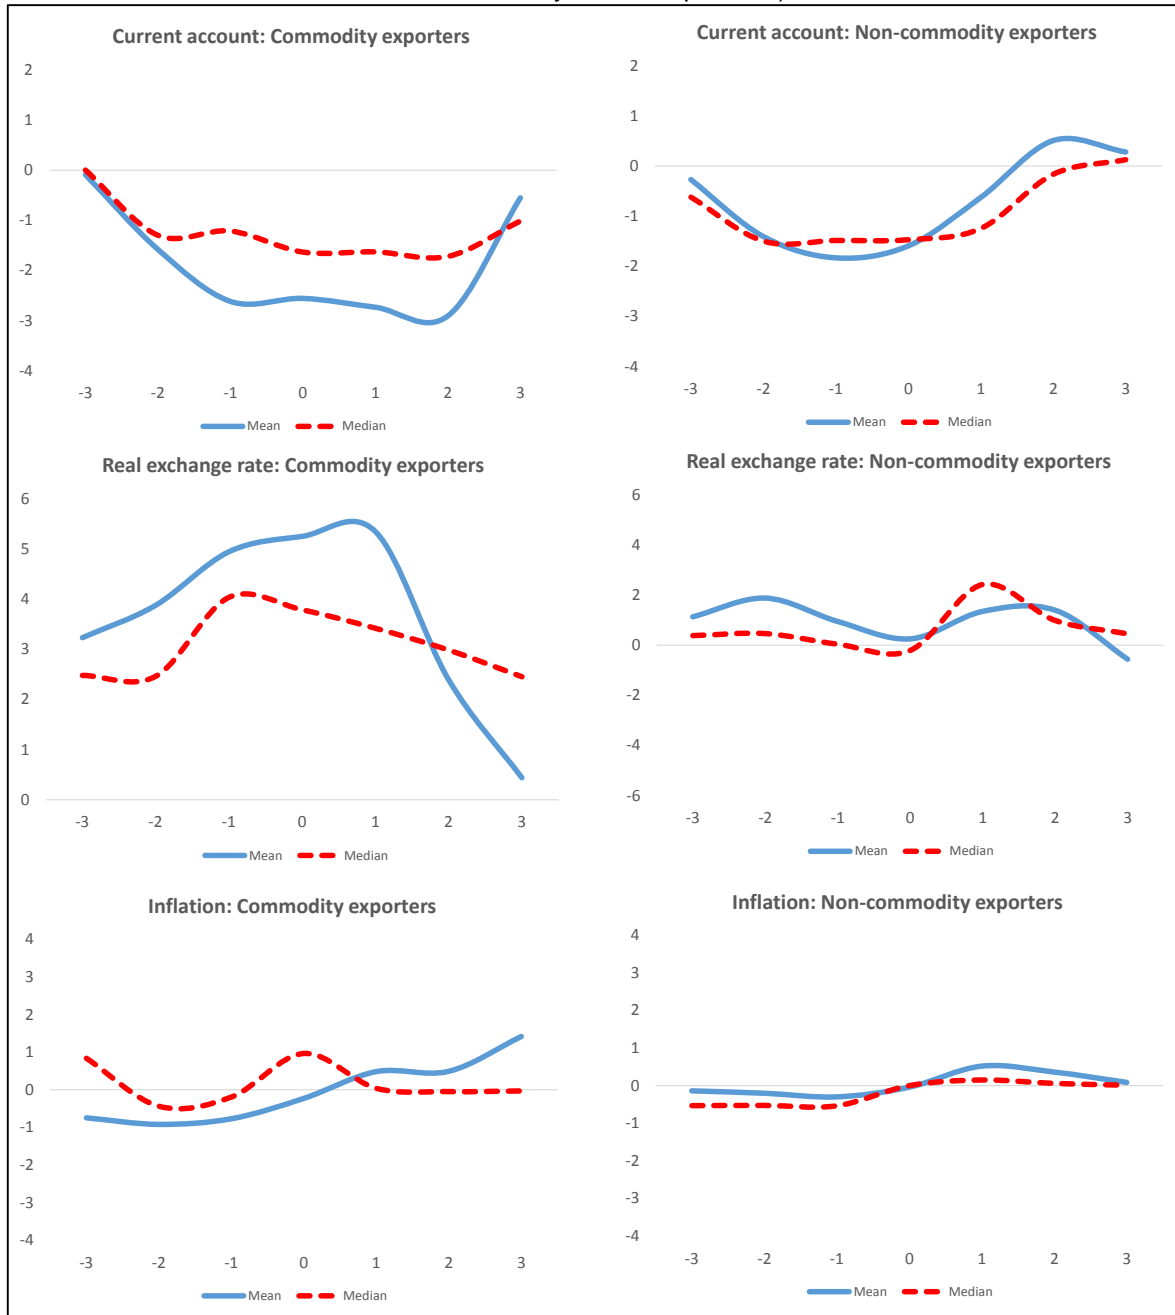 Current account: Commodity exporters
2
1
0
-1
-2
-3
-4
-3 -2 -1 0 1 2 3
Mean Median
Current account: Non-commodity exporters
2
1
0
-1
-2
-3
-4
-3 -2 -1 0 1 2 3
Mean Median
Real exchange rate: Commodity exporters
6
5
4
3
2
1
0
-3 -2 -1 0 1 2 3
Mean Median
Real exchange rate: Non-commodity exporters
6
4
2
0
-2
-4
-6
-3 -2 -1 0 1 2 3
Mean Median
Inflation: Commodity exporters
4
3
2
1
0
-1
-2
-3
-4
-3 -2 -1 0 1 2 3
Mean Median
Inflation: Non-commodity exporters
4
3
2
1
0
-1
-2
-3
-4
-3 -2 -1 0 1 2 3
Mean Median